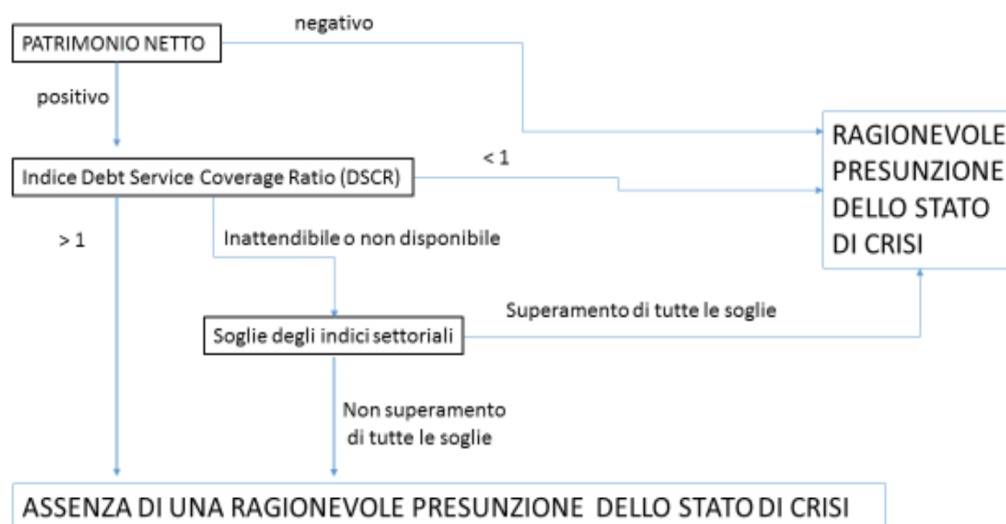 negativo
PATRIMONIO NETTO
positivo
RAGIONEVOLE
PRESUNZIONE
DELLO STATO
DI CRISI
< 1
Indice Debt Service Coverage Ratio (DSCR)
> 1
Inattendibile o non disponibile
Superamento di tutte le soglie
Soglie degli indici settoriali
Non superamento
di tutte le soglie
ASSENZA DI UNA RAGIONEVOLE PRESUNZIONE DELLO STATO DI CRISI